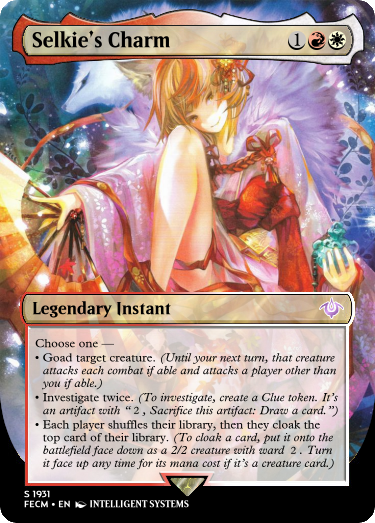 Selkie's Charm 1
Legendary Instant
Choose one —
• Goad target creature. (Until your next turn, that creature
attacks each combat if able and attacks a player other than
you if able.)
• Investigate twice. (To investigate, create a Clue token. It's
an artifact with “ 2 , Sacrifice this artifact: Draw a card.”)
• Each player shuffles their library, then they cloak the
top card of their library. (To cloak a card, put it onto the
battlefield face down as a 2/2 creature with ward 2 . Turn
it face up any time for its mana cost if it's a creature card.)
S 1931
FECM • EN INTELLIGENT SYSTEMS